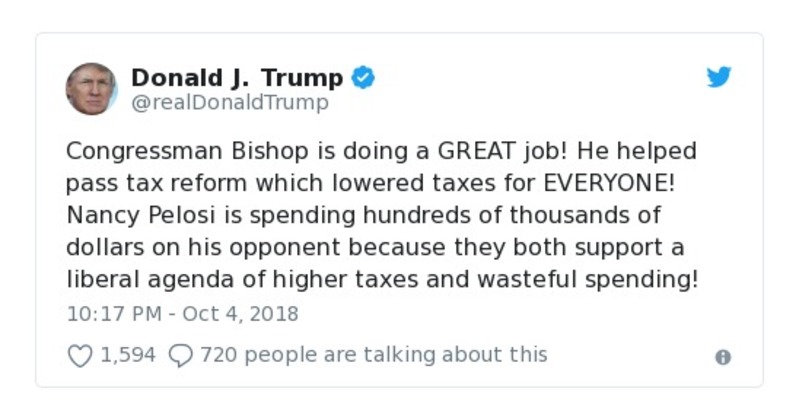 Donald J. Trump
@realDonaldTrump
Congressman Bishop is doing a GREAT job! He helped
pass tax reform which lowered taxes for EVERYONE!
Nancy Pelosi is spending hundreds of thousands of
dollars on his opponent because they both support a
liberal agenda of higher taxes and wasteful spending!
10:17 PM - Oct 4, 2018
1,594 720 people are talking about this